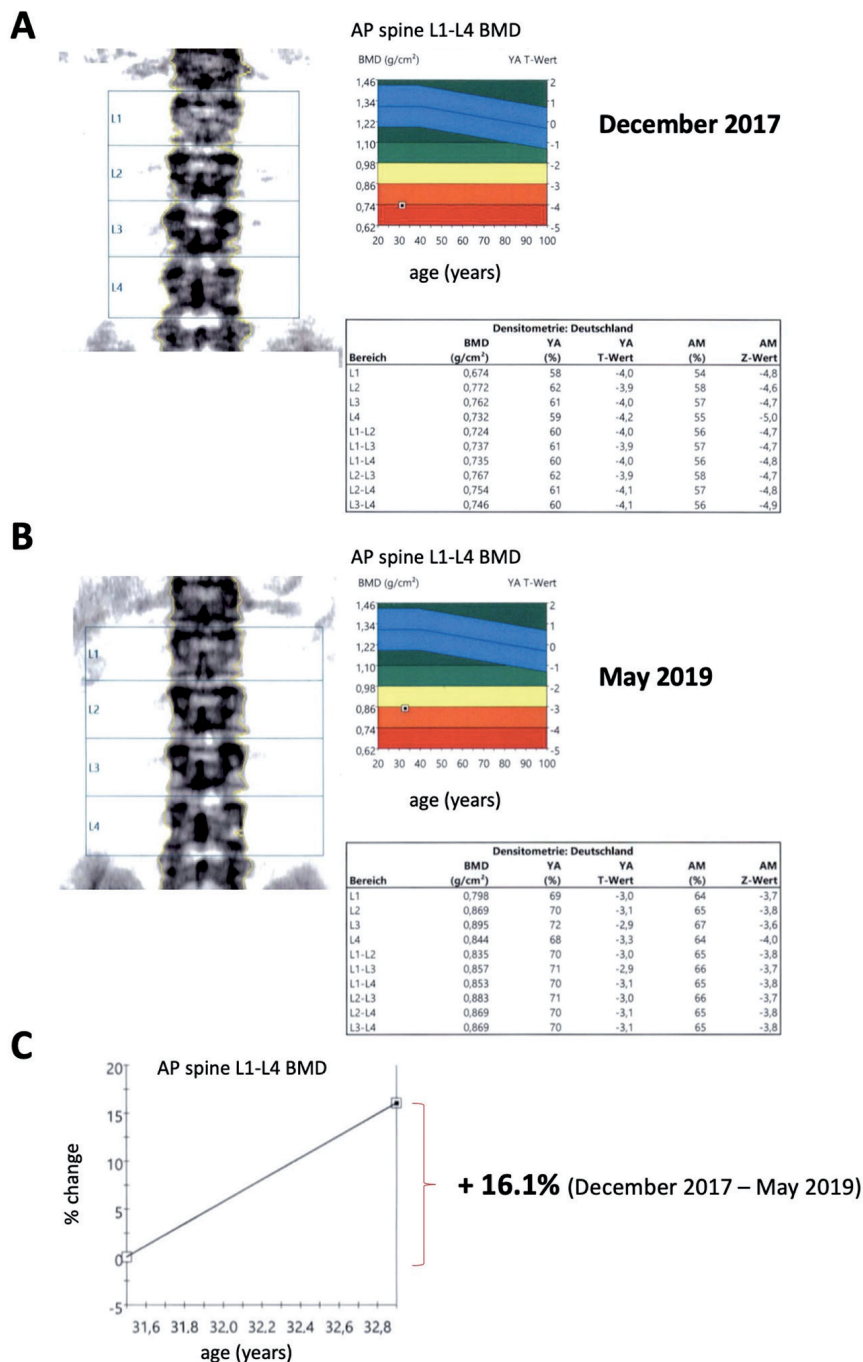 A
AP spine L1-L4 BMD
BMD (g/cm²) YA T-Wert
1,46 2
1,34 1
1,22 0
1,10 -1
0,98 -2
0,86 -3
0,74 -4
0,62 -5
20 30 40 50 60 70 80 90 100
age (years)
December 2017
L1
L2
L3
L4
Densitometrie: Deutschland
BMD YA YA AM AM
Bereich (g/cm²) (%) T-Wert (%) Z-Wert
L1 0,674 58 -4,0 54 -4,8
L2 0,772 62 -3,9 58 -4,6
L3 0,762 61 -4,0 57 -4,7
L4 0,732 59 -4,2 55 -5,0
L1-L2 0,724 60 -4,0 56 -4,7
L1-L3 0,737 61 -3,9 57 -4,7
L1-L4 0,735 60 -4,0 56 -4,8
L2-L3 0,767 62 -3,9 58 -4,7
L2-L4 0,754 61 -4,1 57 -4,8
L3-L4 0,746 60 -4,1 56 -4,9
B
AP spine L1-L4 BMD
BMD (g/cm²) YA T-Wert
1,46 2
1,34 1
1,22 0
1,10 -1
0,98 -2
0,86 -3
0,74 -4
0,62 -5
20 30 40 50 60 70 80 90 100
age (years)
May 2019
L1
L2
L3
L4
Densitometrie: Deutschland
BMD YA YA AM AM
Bereich (g/cm²) (%) T-Wert (%) Z-Wert
L1 0,798 69 -3,0 64 -3,7
L2 0,869 70 -3,1 65 -3,8
L3 0,895 72 -2,9 67 -3,6
L4 0,844 68 -3,3 64 -4,0
L1-L2 0,835 70 -3,0 65 -3,8
L1-L3 0,857 71 -2,9 66 -3,7
L1-L4 0,853 70 -3,1 65 -3,8
L2-L3 0,883 71 -3,0 66 -3,7
L2-L4 0,869 70 -3,1 65 -3,8
L3-L4 0,869 70 -3,1 65 -3,8
C
AP spine L1-L4 BMD
% change
20
15
10
5
0
-5
31,6 31.8 32.0 32,2 32.4 32,6 32,8
age (years)
+ 16.1% (December 2017 – May 2019)